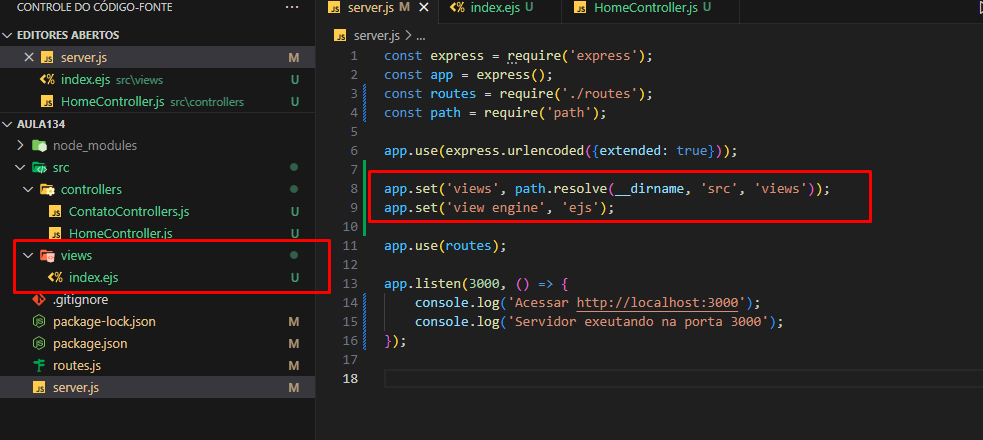 CONTROLE DO CÓDIGO-FONTE ...
EDITORES ABERTOS
server.js M
index.ejs src\views U
HomeController.js src\controllers U
AULA134
node_modules
src
controllers
ContatoControllers.js U
HomeController.js U
views
index.ejs U
.gitignore
package-lock.json M
package.json M
routes.js M
server.js M
server.js M index.ejs U HomeController.js U
server.js > ...
1 const express = require('express');
2 const app = express();
3 const routes = require('./routes');
4 const path = require('path');
5
6 app.use(express.urlencoded({extended: true}));
7
8 app.set('views', path.resolve(__dirname, 'src', 'views'));
9 app.set('view engine', 'ejs');
10
11 app.use(routes);
12
13 app.listen(3000, () => {
14 console.log('Acessar http://localhost:3000');
15 console.log('Servidor exeutando na porta 3000');
16 });
17
18